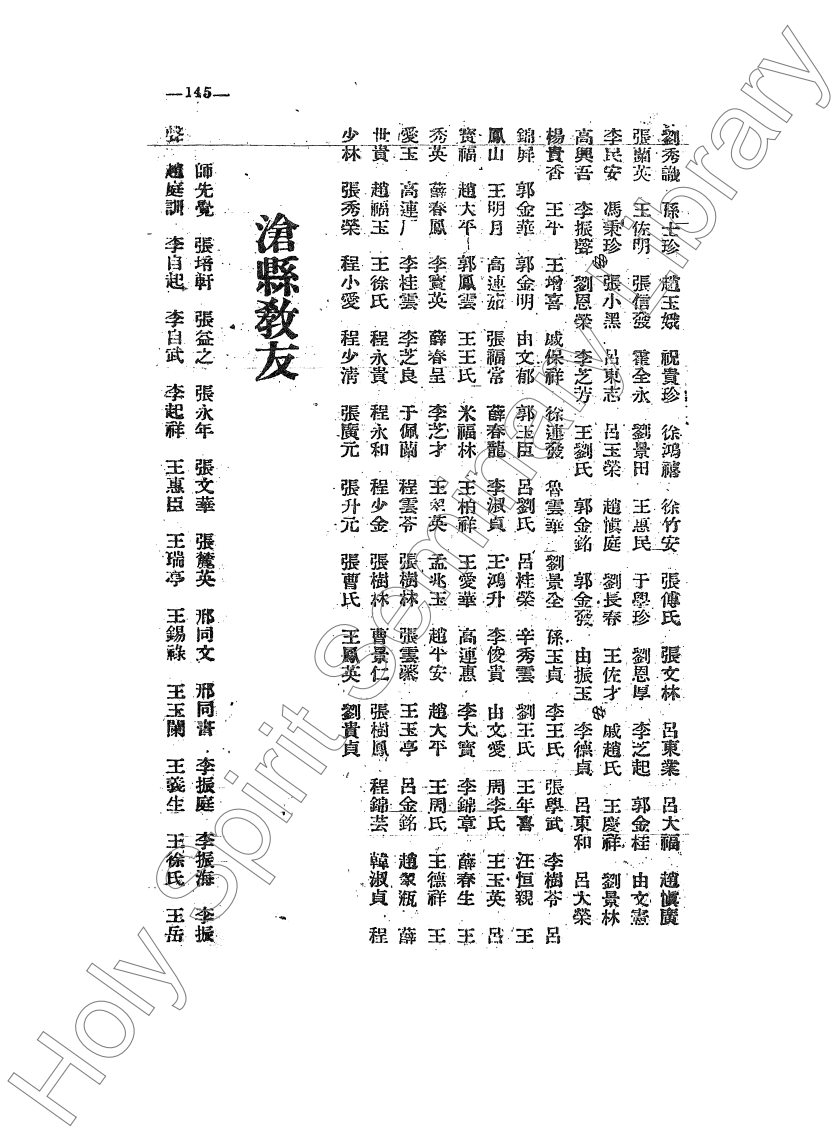 —145—
劉秀識 孫士珍 趙玉娥 祝貴珍 徐鴻禧 徐竹安 張傅氏 張文林 呂東業 呂大福 趙慎廣
張蘭英 王佐明 張信發 霍全永 劉景田 王惠民 于學珍 劉恩厚 李芝起 郭金桂 由文憲
李民安 馮秉珍 張小黑 呂東志 呂玉榮 趙慎庭 劉長春 王佐才 戚趙氏 王慶祥 劉景林
高興吾 李振聲 劉恩榮 李芝芳 王劉氏 郭金銘 郭金發 由振玉 李德貞 呂東和 呂大榮
楊貴香 王平 王增喜 戚保祥 徐連發 魯雲華 劉景全 孫玉貞 李王氏 張學武 李樹苓 呂
錦屏 郭金華 郭金明 由文郁 郭玉臣 呂劉氏 呂桂榮 辛秀雲 劉王氏 王年喜 汪恒親 王
鳳山 王明月 高連茹 張福常 薛春龍 李淑貞 王鴻升 李俊貴 由文愛 周李氏 王玉英 呂
寶福 趙大平 郭鳳雲 王王氏 米福林 王柏祥 王愛華 高連惠 李大寶 李錦章 薛春生 王
秀英 薛春鳳 李寶英 薛春呈 李芝才 王翠英 孟兆玉 趙平安 趙大平 王周氏 王德祥 王
愛玉 高連广 李桂雲 李芝良 于佩蘭 程雲苓 張樹林 張雲縈 王玉亭 呂金銘 趙翠瓶 薛
世貴 趙福玉 王徐氏 程永貴 程永和 程少金 張樹林 曹景仁 張樹鳳 程錦芸 韓淑貞 程
少林 張秀榮 程小愛 程少清 張廣元 張升元 張曹氏 王鳳英 劉貴貞
滄縣教友
師先覺 張培軒 張益之 張永年 張文華 張毓英 邢同文 邢同書 李振庭 李振海 李振
聲 趙庭訓 李自起 李自武 李起祥 王惠臣 王瑞亭 王錫祿 王玉蘭 王義生 王徐氏 王岳
Holy Spirit Seminary Library